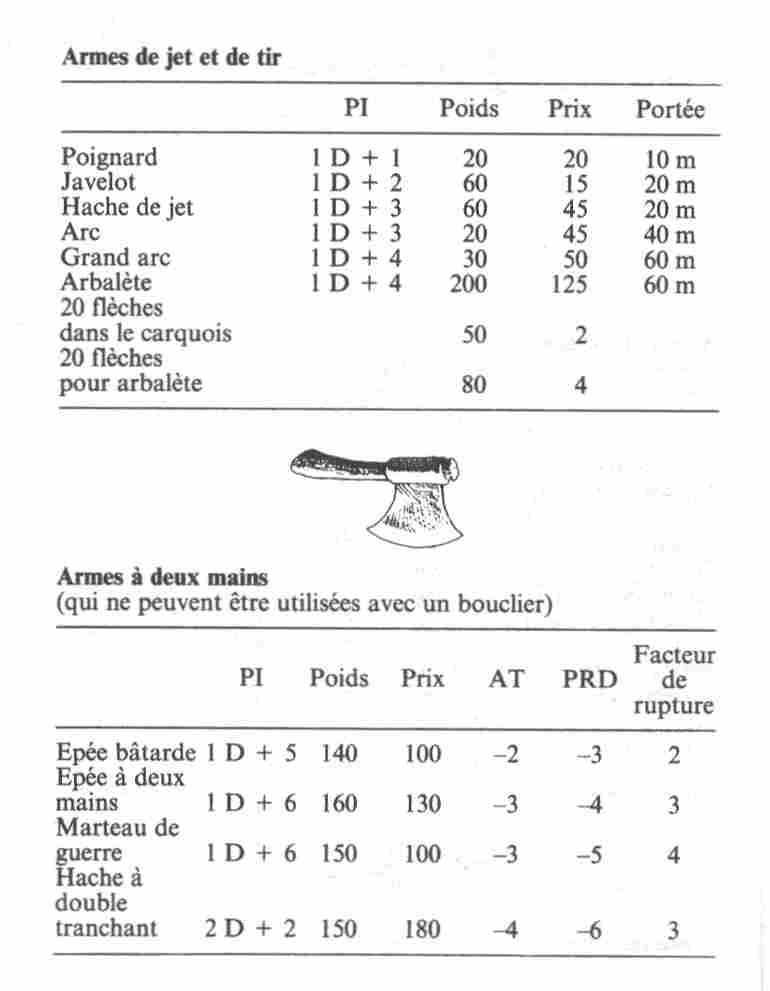 Armes de jet et de tir
PI Poids Prix Portée
Poignard 1 D + 1 20 20 10 m
Javelot 1 D + 2 60 15 20 m
Hache de jet 1 D + 3 60 45 20 m
Arc 1 D + 3 20 45 40 m
Grand arc 1 D + 4 30 50 60 m
Arbalète 1 D + 4 200 125 60 m
20 flèches
dans le carquois 50 2
20 flèches
pour arbalète 80 4
Armes à deux mains
(qui ne peuvent être utilisées avec un bouclier)
Facteur
PI Poids Prix AT PRD de
rupture
Epée bâtarde 1 D + 5 140 100 –2 –3 2
Epée à deux
mains 1 D + 6 160 130 –3 –4 3
Marteau de
guerre 1 D + 6 150 100 –3 –5 4
Hache à
double
tranchant 2 D + 2 150 180 –4 –6 3